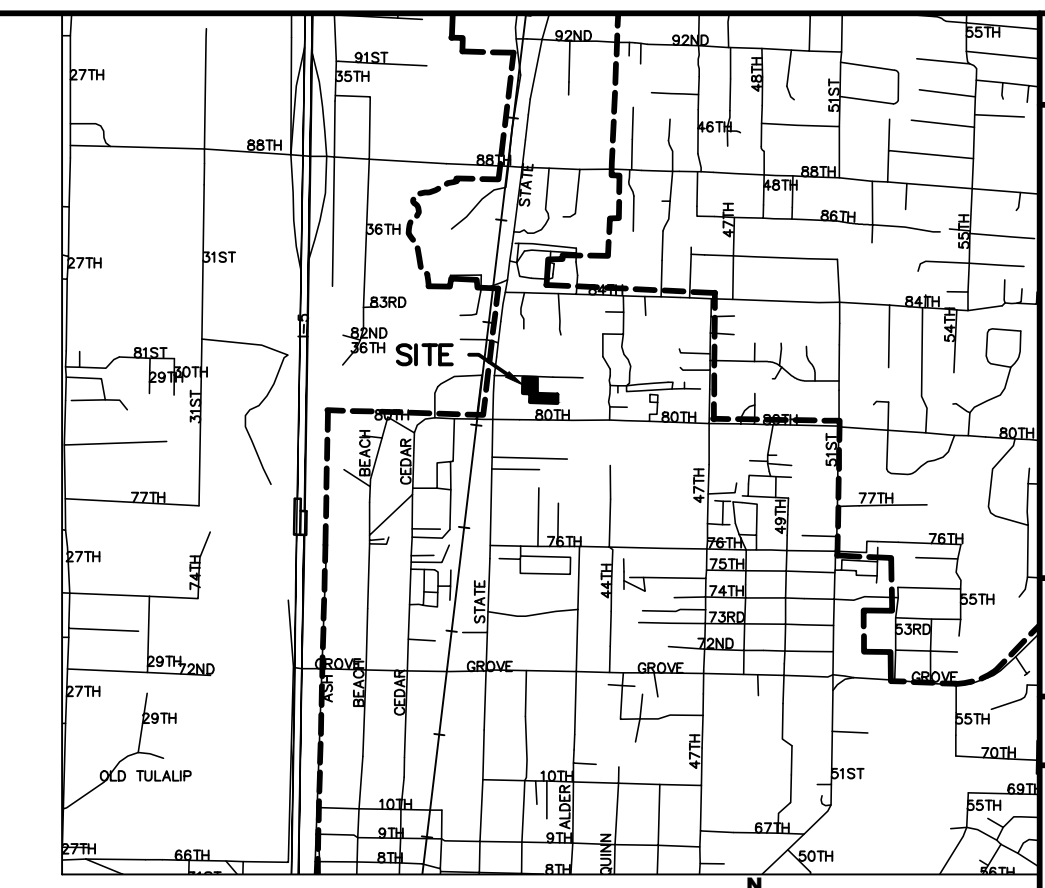 55TH
92ND
92ND
91ST
35TH
27TH
48TH
51ST
46TH
88TH
88TH
88TH
48TH
STATE
86TH
47TH
55TH
36TH
31ST
27TH
84TH
84TH
83RD
54TH
I-5
82ND
36TH
SITE
81ST
29TH
30TH
31ST
80TH
80TH
80TH
80TH
80TH
BEACH
CEDAR
51ST
47TH
77TH
77TH
49TH
76TH
76TH
76TH
27TH
75TH
74TH
44TH
74TH
STATE
55TH
73RD
53RD
72ND
29TH
72ND
GROVE
GROVE
GROVE
GROVE
ASH
BEACH
CEDAR
27TH
29TH
55TH
47TH
70TH
OLD TULALIP
10TH
51ST
69TH
10TH
ALDER
55TH
67TH
9TH
9TH
QUINN
27TH
66TH
8TH
8TH
50TH
56TH
N